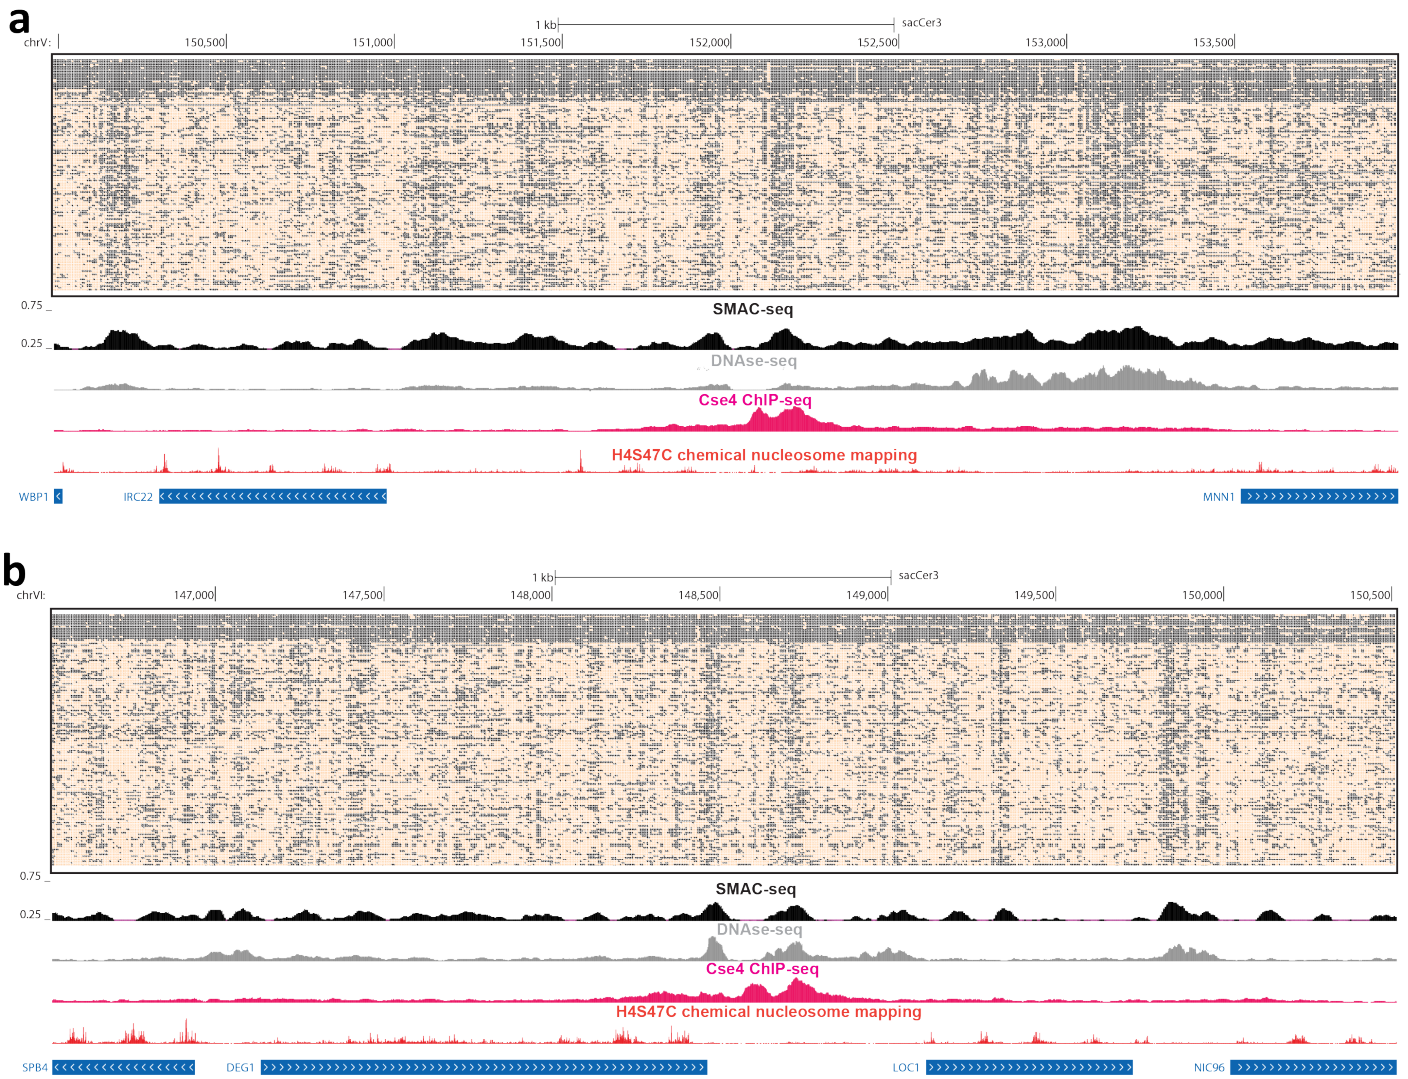 a
1 kb sacCer3
chrV: 150,500 151,000 151,500 152,000 152,500 153,000 153,500
0.75
SMAC-seq
0.25
DNAse-seq
Cse4 ChIP-seq
H4S47C chemical nucleosome mapping
WBP1 IRC22 MNN1
b
1 kb sacCer3
chrVI: 147,000 147,500 148,000 148,500 149,000 149,500 150,000 150,500
0.75
SMAC-seq
0.25
DNAse-seq
Cse4 ChIP-seq
H4S47C chemical nucleosome mapping
SPB4 DEG1 LOC1 NIC96